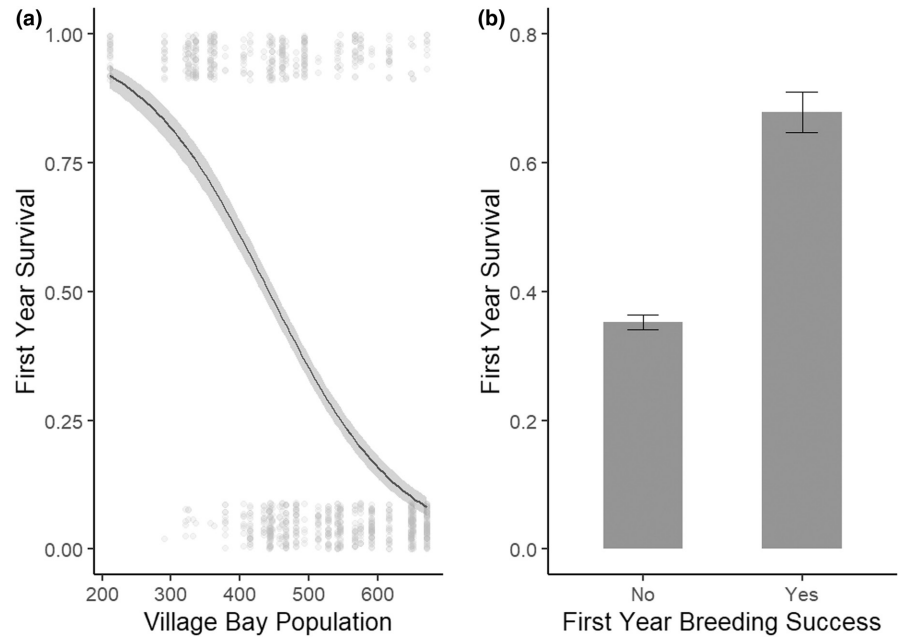 (a)
First Year Survival
1.00
0.75
0.50
0.25
0.00
200 300 400 500 600
Village Bay Population
(b)
First Year Survival
0.8
0.6
0.4
0.2
0.0
No Yes
First Year Breeding Success